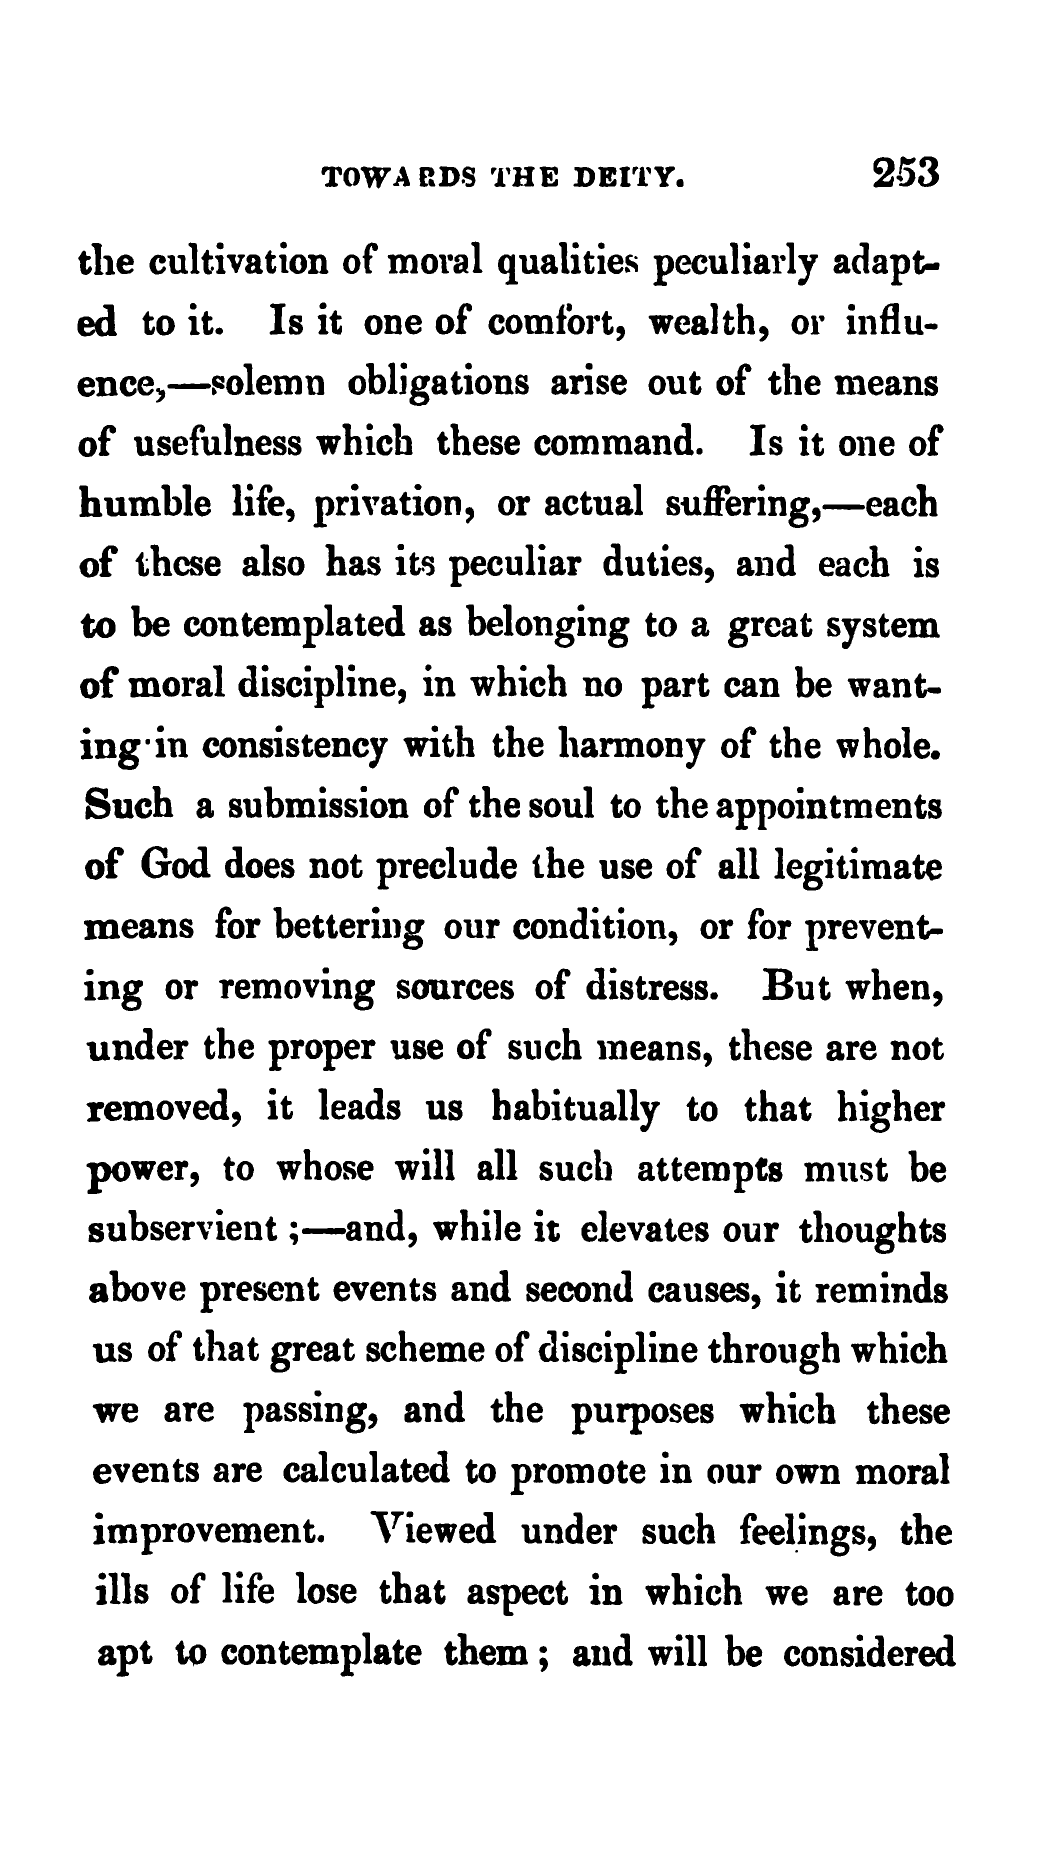 TOWARDS THE DEITY. 253
the cultivation of moral qualities peculiarly adapt-
ed to it. Is it one of comfort, wealth, or influ-
ence,—solemn obligations arise out of the means
of usefulness which these command. Is it one of
humble life, privation, or actual suffering,—each
of these also has its peculiar duties, and each is
to be contemplated as belonging to a great system
of moral discipline, in which no part can be want-
ing in consistency with the harmony of the whole.
Such a submission of the soul to the appointments
of God does not preclude the use of all legitimate
means for bettering our condition, or for prevent-
ing or removing sources of distress. But when,
under the proper use of such means, these are not
removed, it leads us habitually to that higher
power, to whose will all such attempts must be
subservient ;—and, while it elevates our thoughts
above present events and second causes, it reminds
us of that great scheme of discipline through which
we are passing, and the purposes which these
events are calculated to promote in our own moral
improvement. Viewed under such feelings, the
ills of life lose that aspect in which we are too
apt to contemplate them ; and will be considered